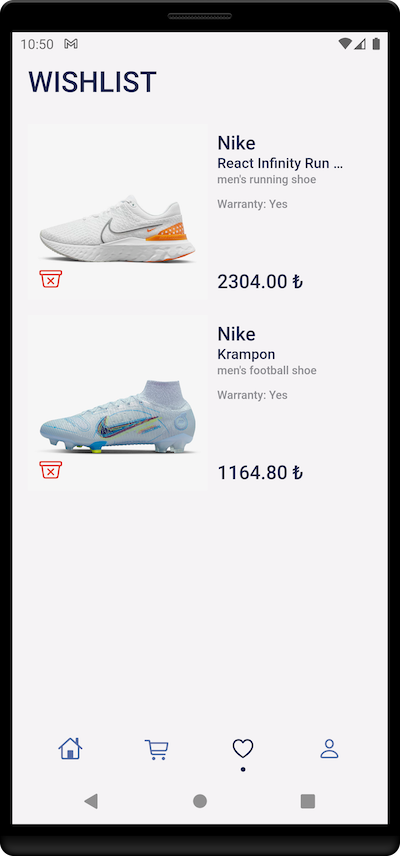 10:50
WISHLIST
Nike
React Infinity Run ...
men's running shoe
Warranty: Yes
2304.00 ₺
Nike
Krampon
men's football shoe
Warranty: Yes
1164.80 ₺